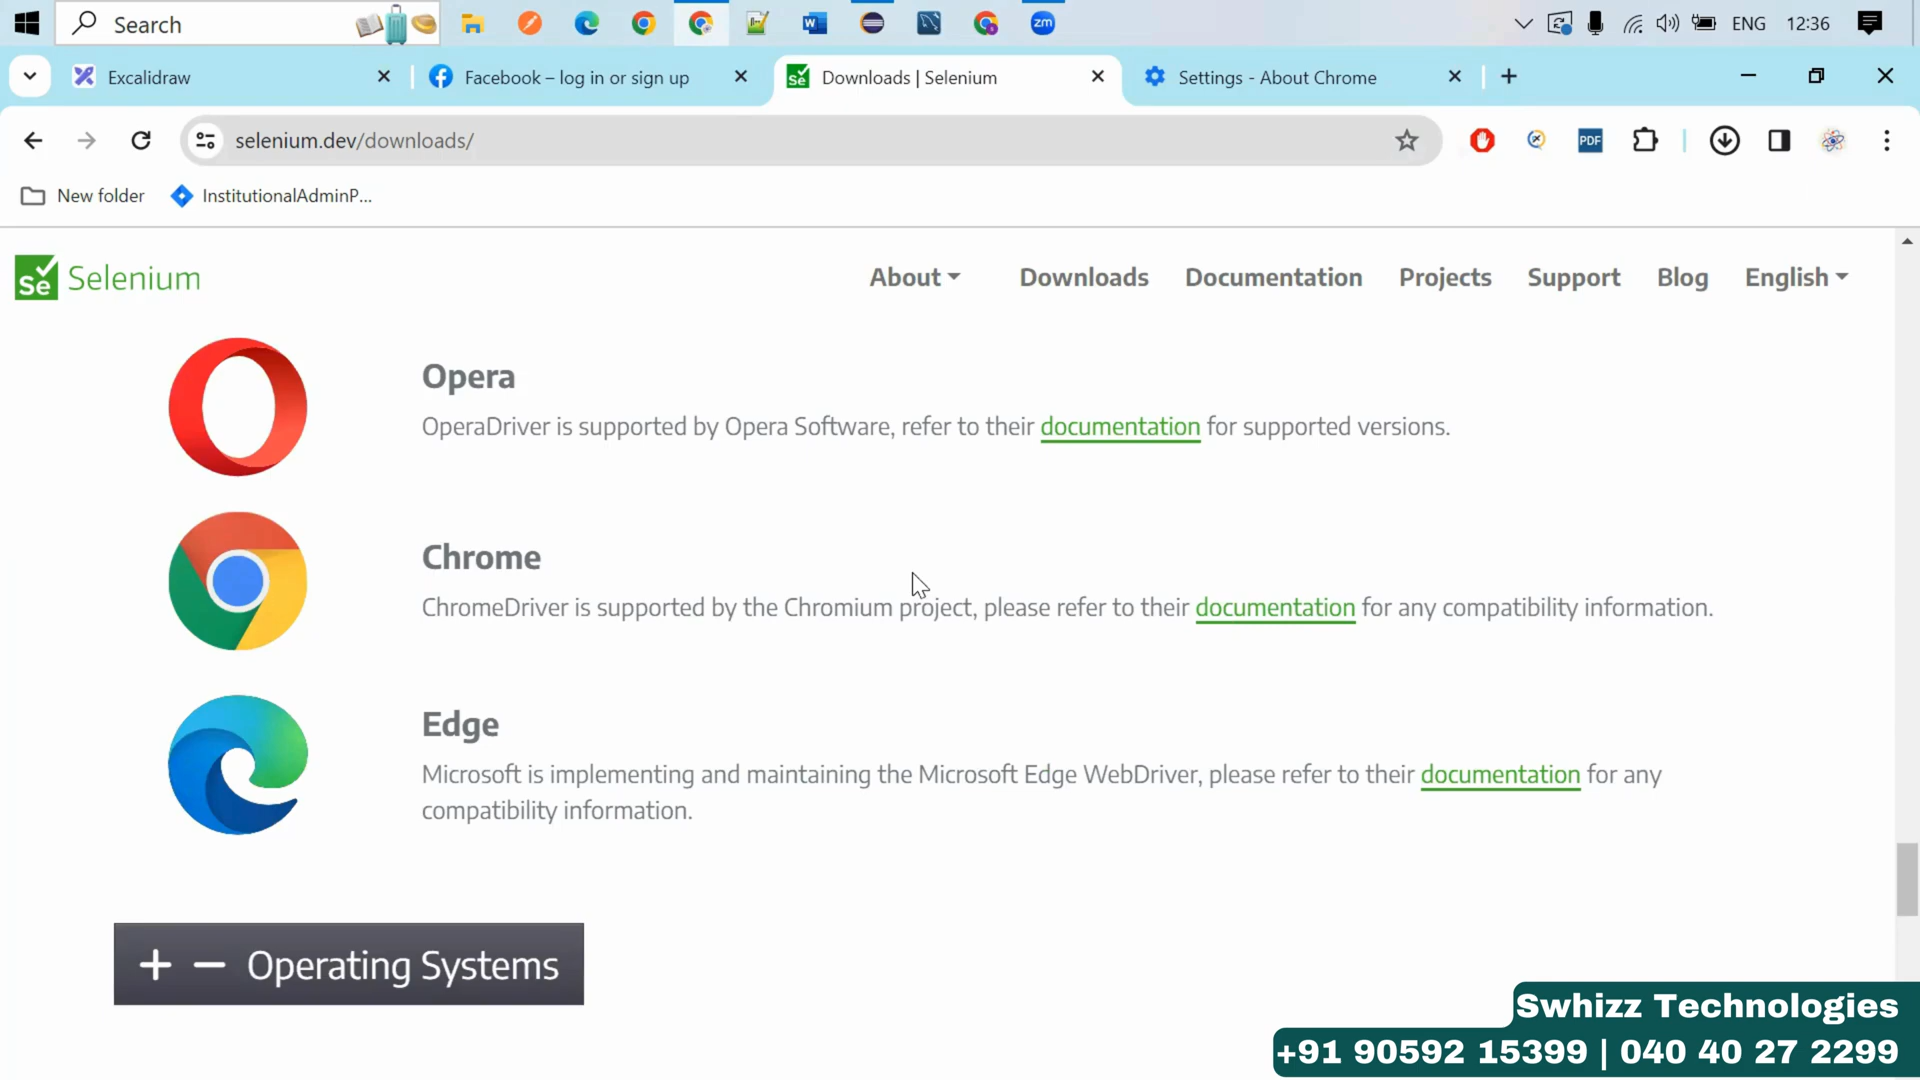 Search
ENG
12:36
zm
Excalidraw
Facebook – log in or sign up
Downloads | Selenium
Settings - About Chrome
selenium.dev/downloads/
PDF
New folder
InstitutionalAdminP...
Se Selenium
About
Downloads
Documentation
Projects
Support
Blog
English
Opera
OperaDriver is supported by Opera Software, refer to their documentation for supported versions.
Chrome
ChromeDriver is supported by the Chromium project, please refer to their documentation for any compatibility information.
Edge
Microsoft is implementing and maintaining the Microsoft Edge WebDriver, please refer to their documentation for any
compatibility information.
+ − Operating Systems
Swhizz Technologies
+91 90592 15399 | 040 40 27 2299